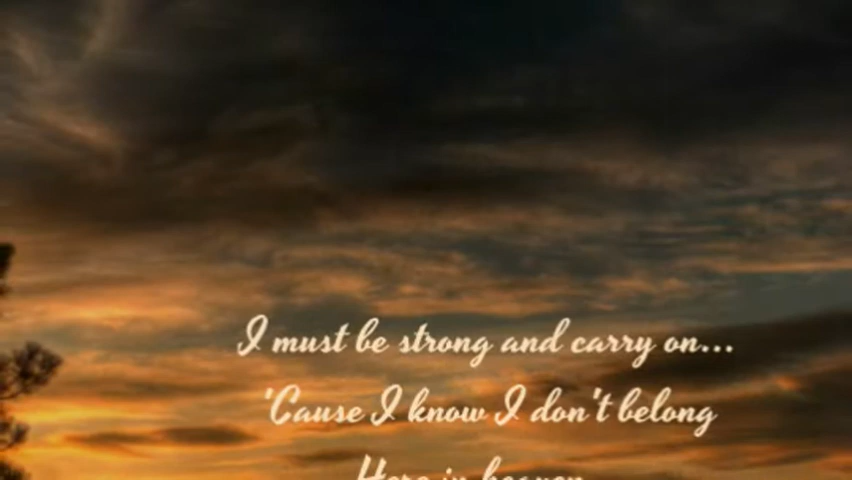 I must be strong and carry on...
'Cause I know I don't belong
Here in heaven